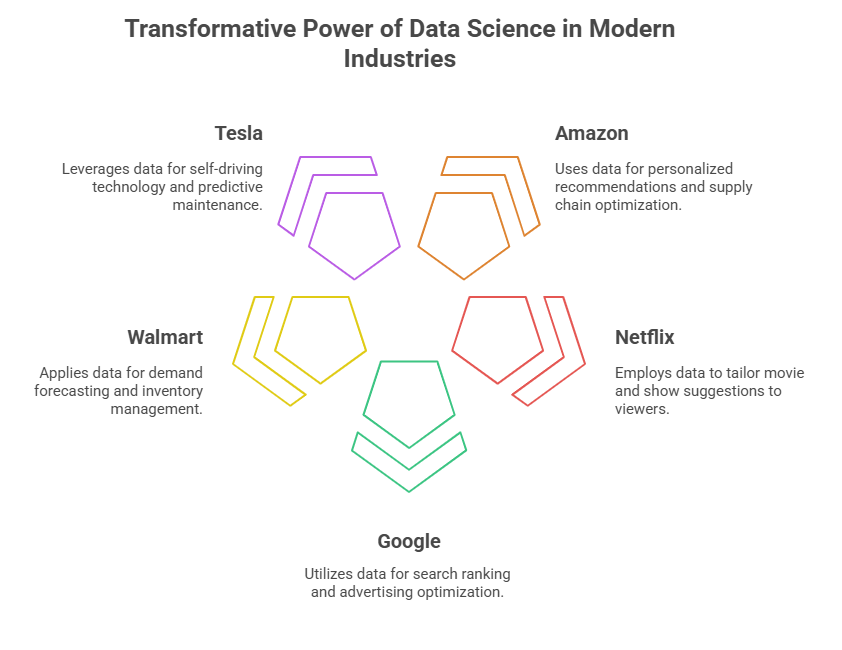 Transformative Power of Data Science in Modern
Industries
Tesla
Leverages data for self-driving
technology and predictive
maintenance.
Amazon
Uses data for personalized
recommendations and supply
chain optimization.
Walmart
Applies data for demand
forecasting and inventory
management.
Netflix
Employs data to tailor movie
and show suggestions to
viewers.
Google
Utilizes data for search ranking
and advertising optimization.